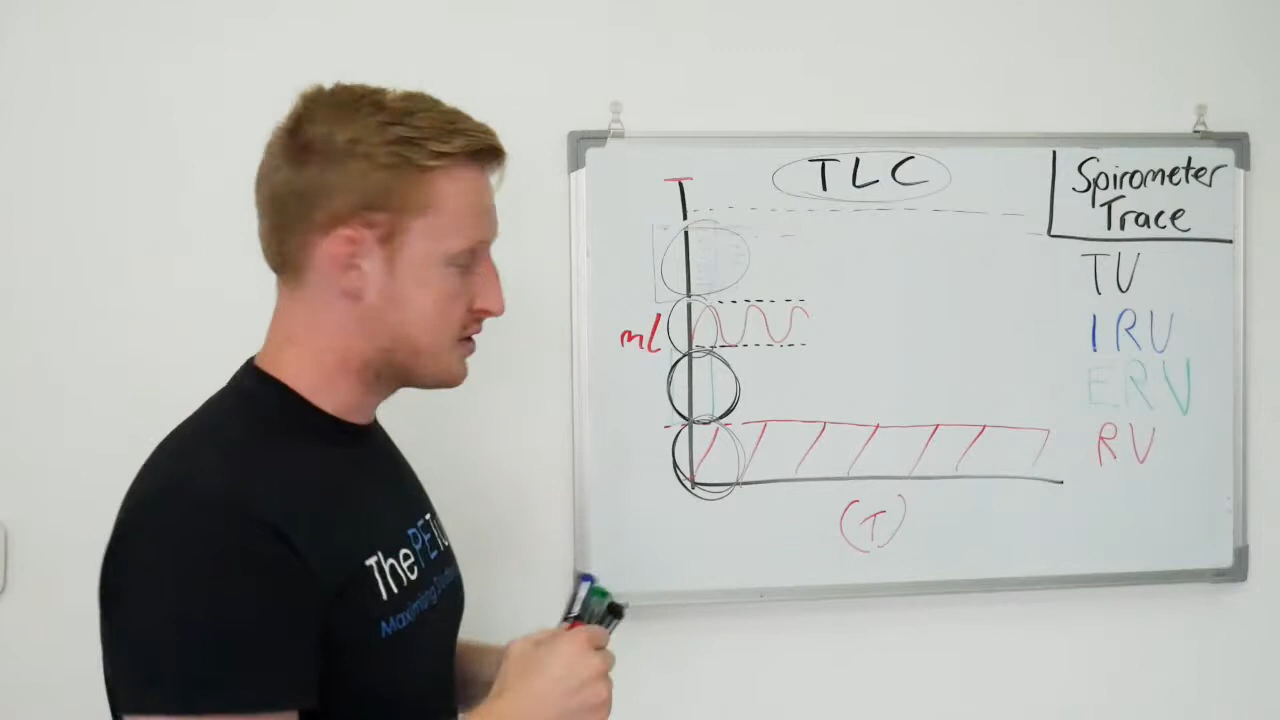 TLC
Spirometer
Trace
TV
IRV
ERV
RV
mL
(T)
The